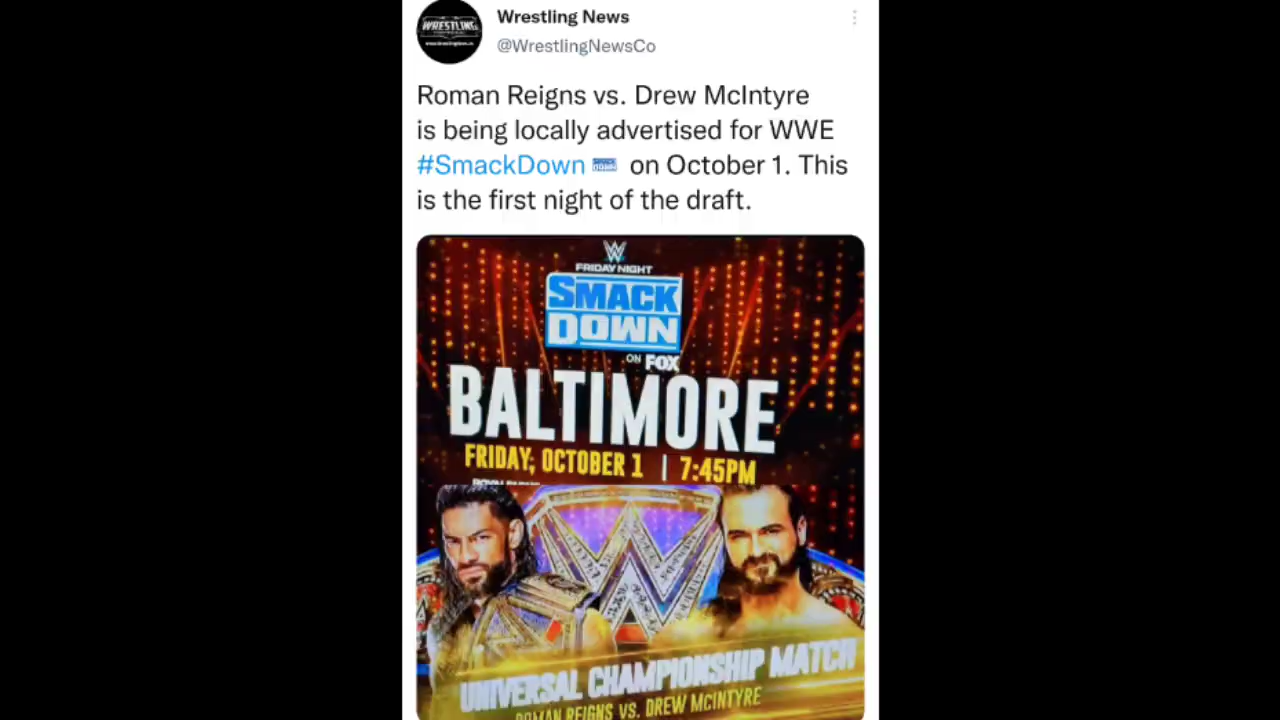 Wrestling News
@WrestlingNewsCo
Roman Reigns vs. Drew McIntyre
is being locally advertised for WWE
#SmackDown on October 1. This
is the first night of the draft.
FRIDAY NIGHT
SMACK
DOWN
ON FOX
BALTIMORE
FRIDAY, OCTOBER 1 | 7:45PM
UNIVERSAL CHAMPIONSHIP MATCH
ROMAN REIGNS VS. DREW McINTYRE